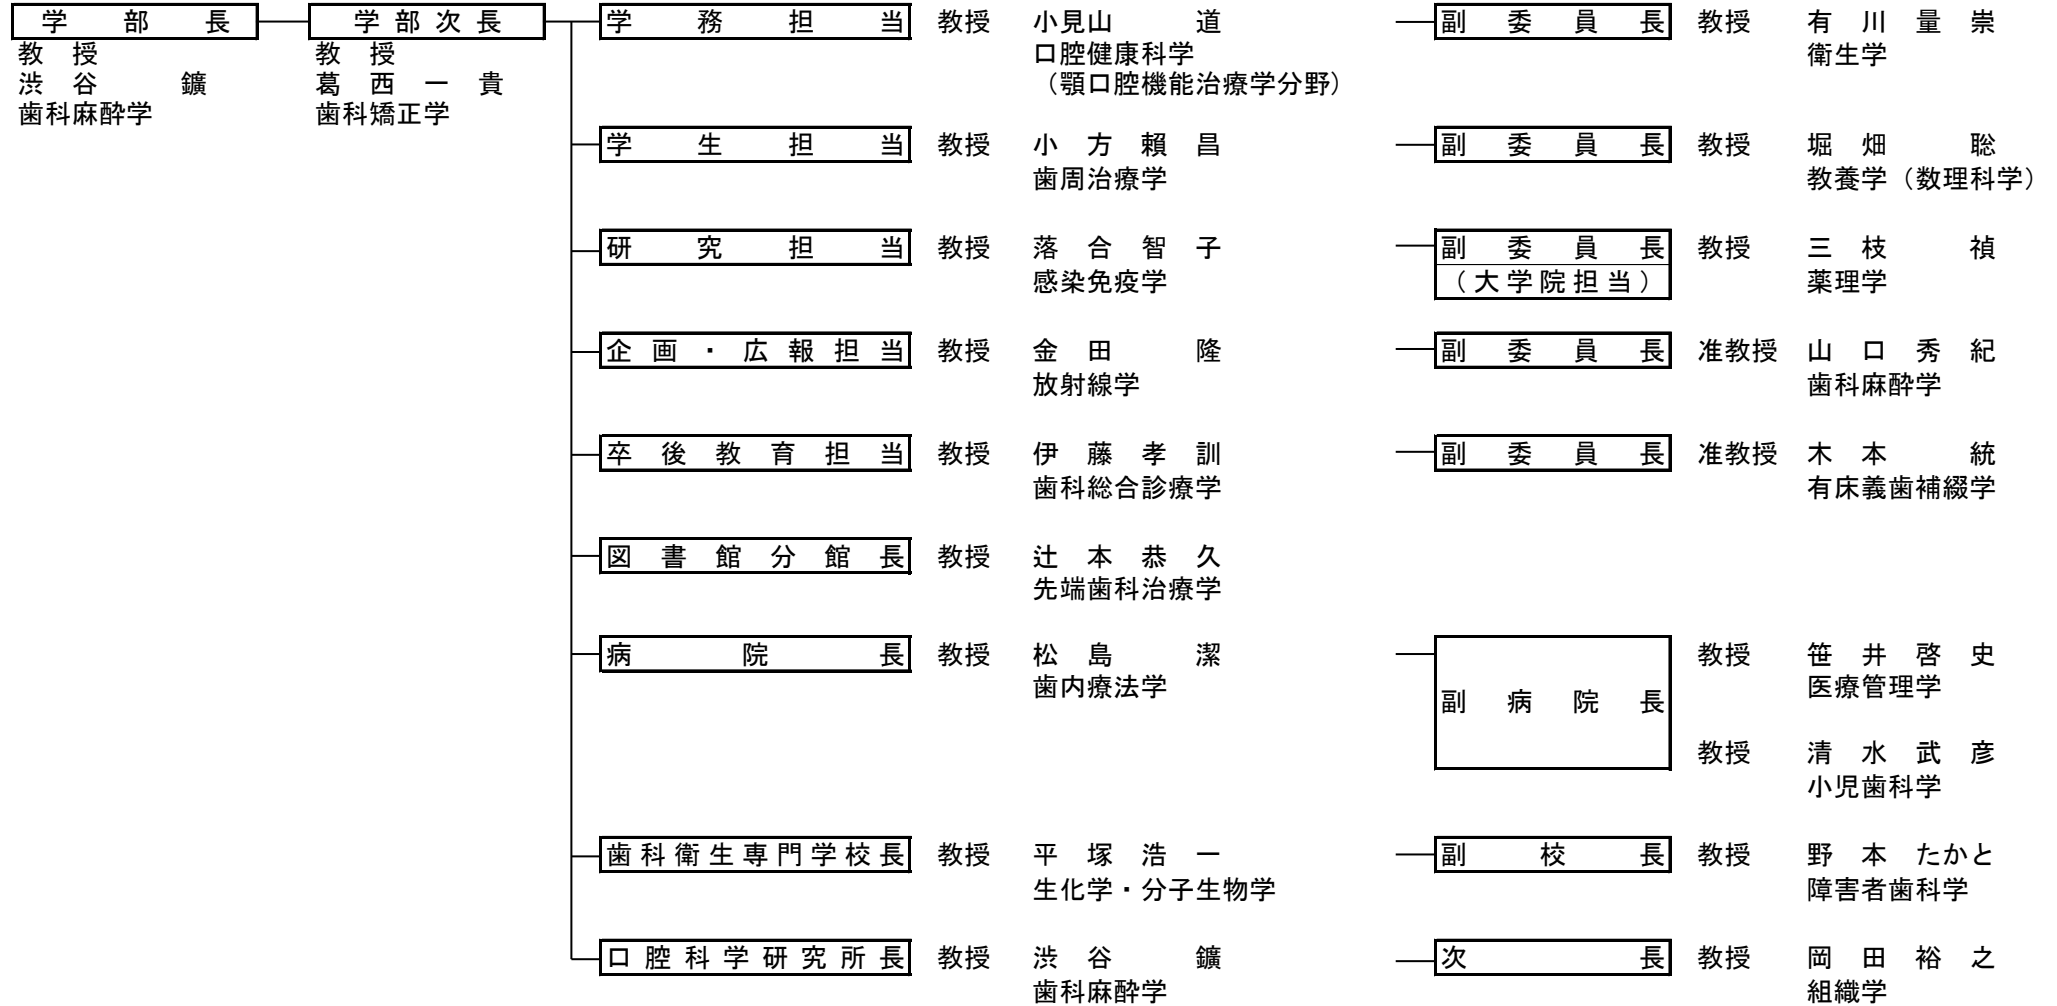 学部長 学部次長 学務担当 教授 小見山 道 副委員長 教授 有川量崇
教授 教授 口腔健康科学 衛生学
渋谷 鑛 葛西一貴 （顎口腔機能治療学分野）
歯科麻酔学 歯科矯正学
学生担当 教授 小方頼昌 副委員長 教授 堀畑 聡
歯周治療学 教養学（数理科学）
研究担当 教授 落合智子 副委員長 教授 三枝 禎
感染免疫学 （大学院担当） 薬理学
企画・広報担当 教授 金田 隆 副委員長 准教授 山口秀紀
放射線学 歯科麻酔学
卒後教育担当 教授 伊藤孝訓 副委員長 准教授 木本 統
歯科総合診療学 有床義歯補綴学
図書館分館長 教授 辻本恭久
先端歯科治療学
病院長 教授 松島 潔 教授 笹井啓史
歯内療法学 医療管理学
副病院長
教授 清水武彦
小児歯科学
歯科衛生専門学校長 教授 平塚浩一 副校長 教授 野本たかと
生化学・分子生物学 障害者歯科学
口腔科学研究所長 教授 渋谷 鑛 次長 教授 岡田裕之
歯科麻酔学 組織学